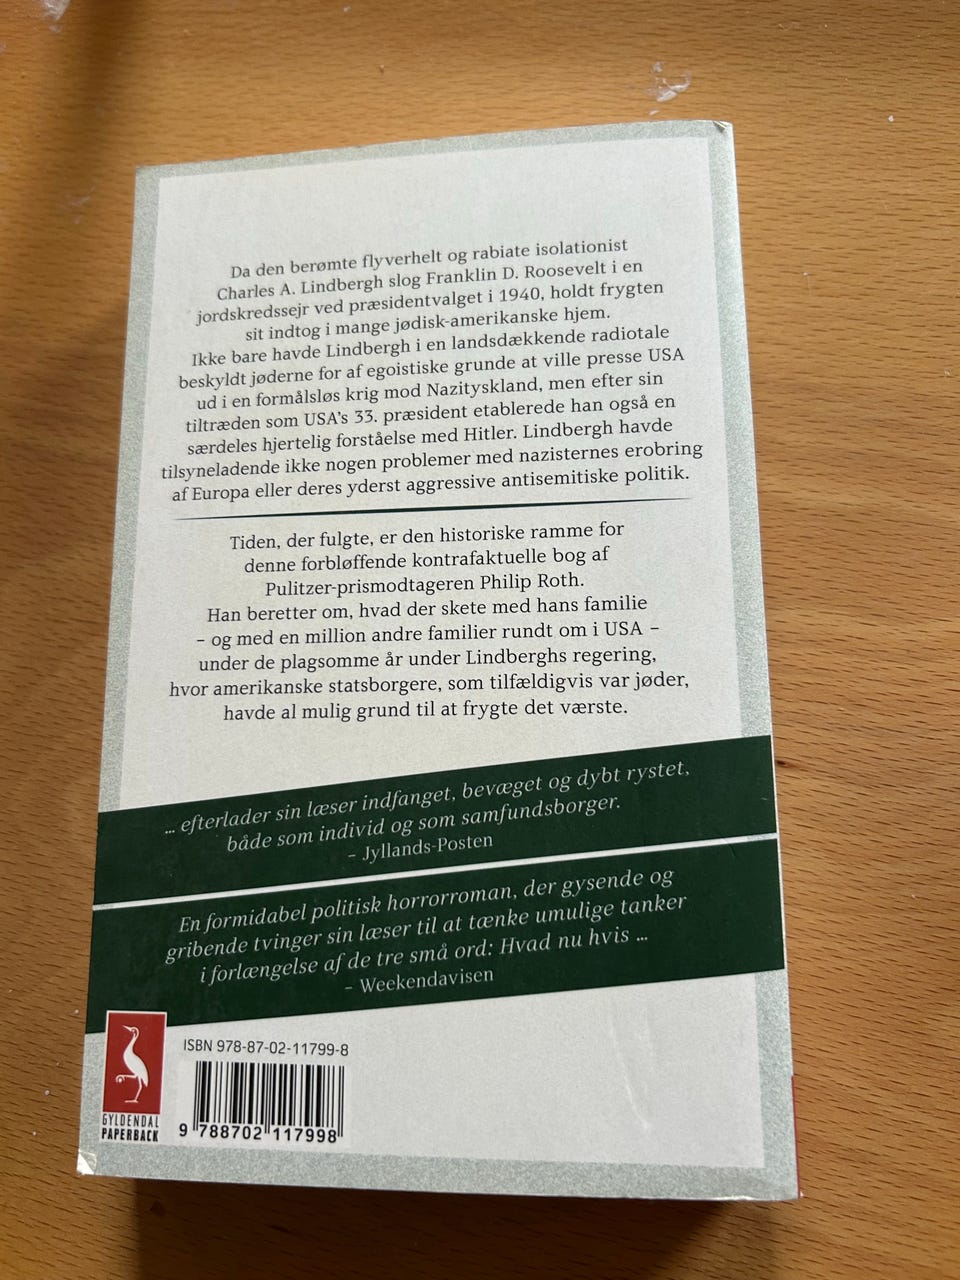 Da den berømte flyverhelt og rabiate isolationist
Charles A. Lindbergh slog Franklin D. Roosevelt i en
jordskredssejr ved præsidentvalget i 1940, holdt frygten
sit indtog i mange jødisk-amerikanske hjem.
Ikke bare havde Lindbergh i en landsdækkende radiotale
beskyldt jøderne for af egoistiske grunde at ville presse USA
ud i en formålsløs krig mod Nazityskland, men efter sin
tiltræden som USA's 33. præsident etablerede han også en
særdeles hjertelig forståelse med Hitler. Lindbergh havde
tilsyneladende ikke nogen problemer med nazisternes erobring
af Europa eller deres yderst aggressive antisemitiske politik.
Tiden, der fulgte, er den historiske ramme for
denne forbløffende kontrafaktuelle bog af
Pulitzer-prismodtageren Philip Roth.
Han beretter om, hvad der skete med hans familie
– og med en million andre familier rundt om i USA –
under de plagsomme år under Lindberghs regering,
hvor amerikanske statsborgere, som tilfældigvis var jøder,
havde al mulig grund til at frygte det værste.
... efterlader sin læser indfanget, bevæget og dybt rystet,
både som individ og som samfundsborger.
– Jyllands-Posten
En formidabel politisk horrorroman, der gysende og
gribende tvinger sin læser til at tænke umulige tanker
i forlængelse af de tre små ord: Hvad nu hvis ...
– Weekendavisen
ISBN 978-87-02-11799-8
GYLDENDAL
PAPERBACK
9 788702 117998